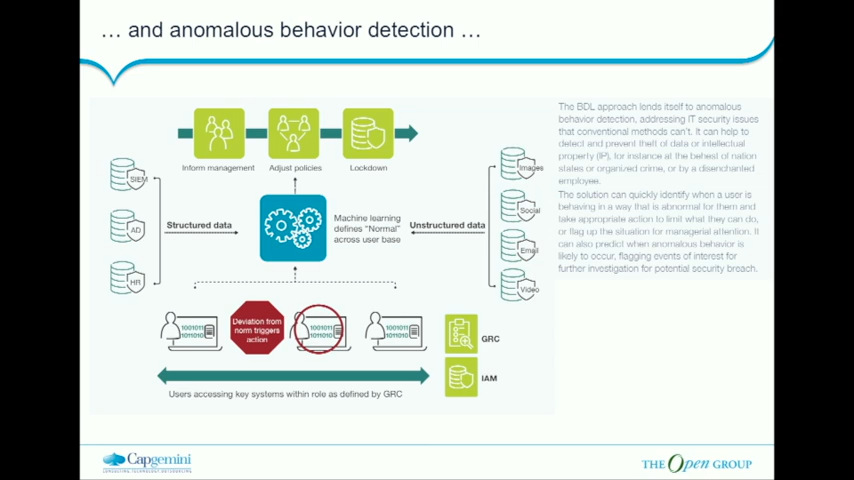 … and anomalous behavior detection …
Inform management
Adjust policies
Lockdown
SIEM
AD
HR
Structured data
Machine learning
defines “Normal”
across user base
Unstructured data
Images
Social
Email
Video
1001011
1011010
Deviation from
norm triggers
action
1001011
1011010
1001011
1011010
GRC
IAM
Users accessing key systems within role as defined by GRC
The BDL approach lends itself to anomalous
behavior detection, addressing IT security issues
that conventional methods can't. It can help to
detect and prevent theft of data or intellectual
property (IP), for instance at the behest of nation
states or organized crime, or by a disenchanted
employee.
The solution can quickly identify when a user is
behaving in a way that is abnormal for them and
take appropriate action to limit what they can do,
or flag up the situation for managerial attention. It
can also predict when anomalous behavior is
likely to occur, flagging events of interest for
further investigation for potential security breach.
Capgemini
CONSULTING.TECHNOLOGY.OUTSOURCING
THE Open GROUP